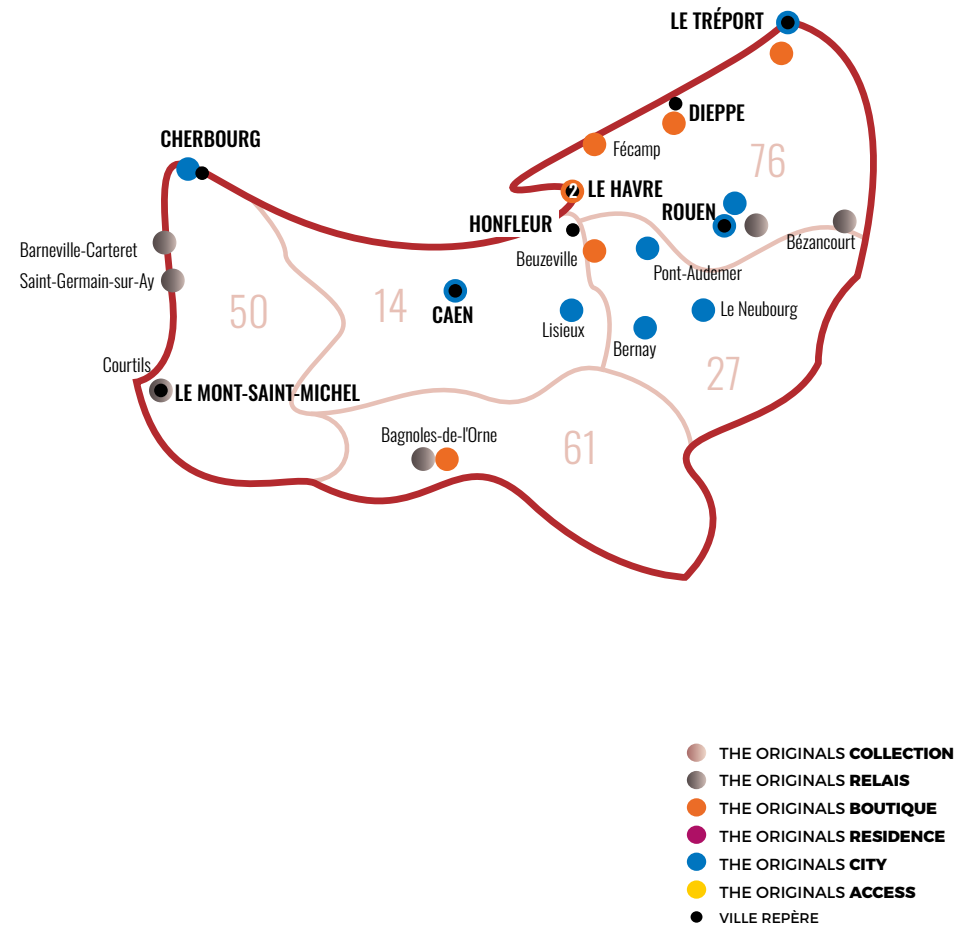 LE TRÉPORT
DIEPPE
CHERBOURG
Fécamp
76
2 LE HAVRE
ROUEN
HONFLEUR
Bézancourt
Barneville-Carteret
Beuzeville
Pont-Audemer
Saint-Germain-sur-Ay
50
14
CAEN
Le Neubourg
Lisieux
Bernay
Courtils
27
LE MONT-SAINT-MICHEL
Bagnoles-de-l'Orne
61
THE ORIGINALS COLLECTION
THE ORIGINALS RELAIS
THE ORIGINALS BOUTIQUE
THE ORIGINALS RESIDENCE
THE ORIGINALS CITY
THE ORIGINALS ACCESS
VILLE REPÈRE